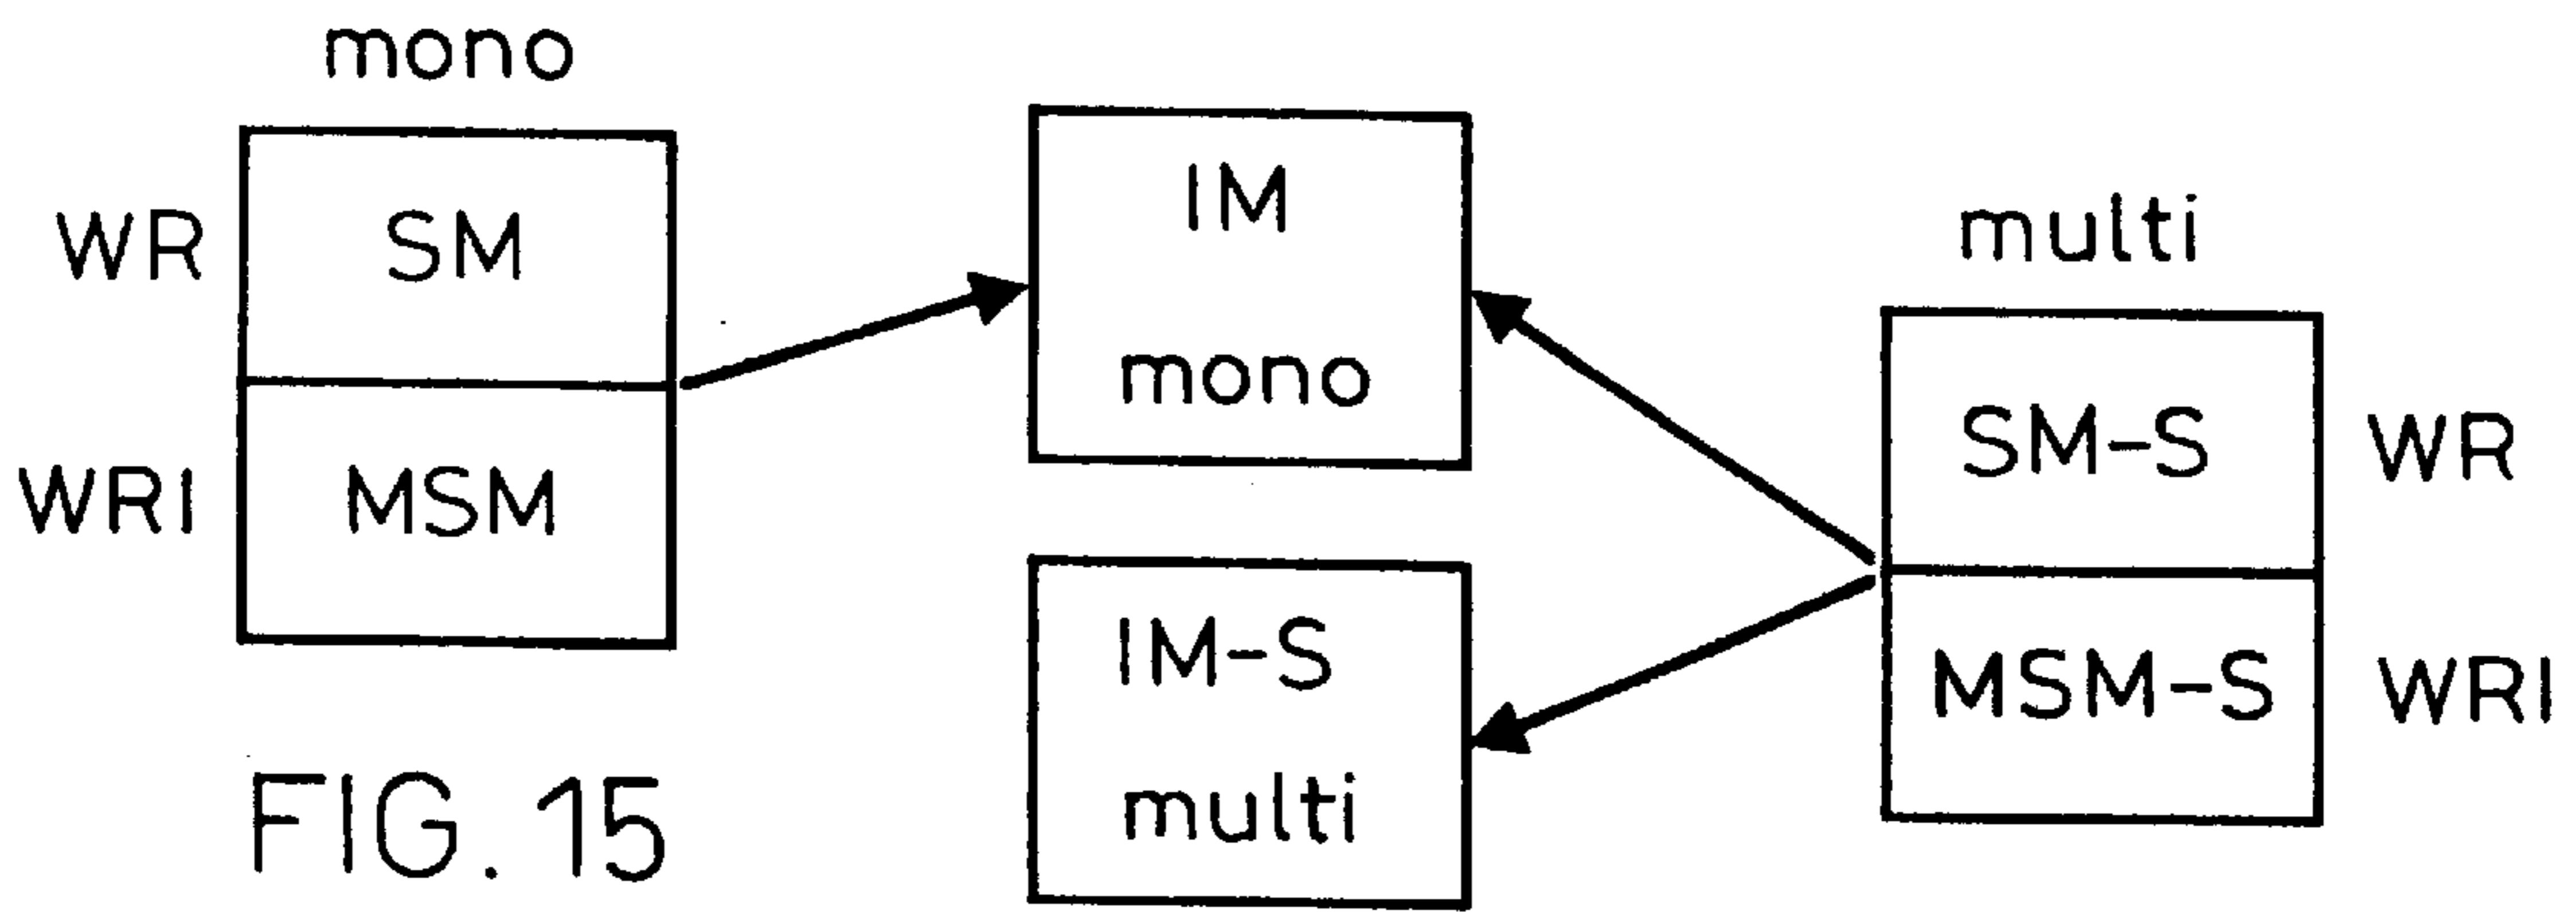 mono
WR SM
WRI MSM
FIG. 15
IM
mono
IM-S
multi
multi
SM-S WR
MSM-S WRI